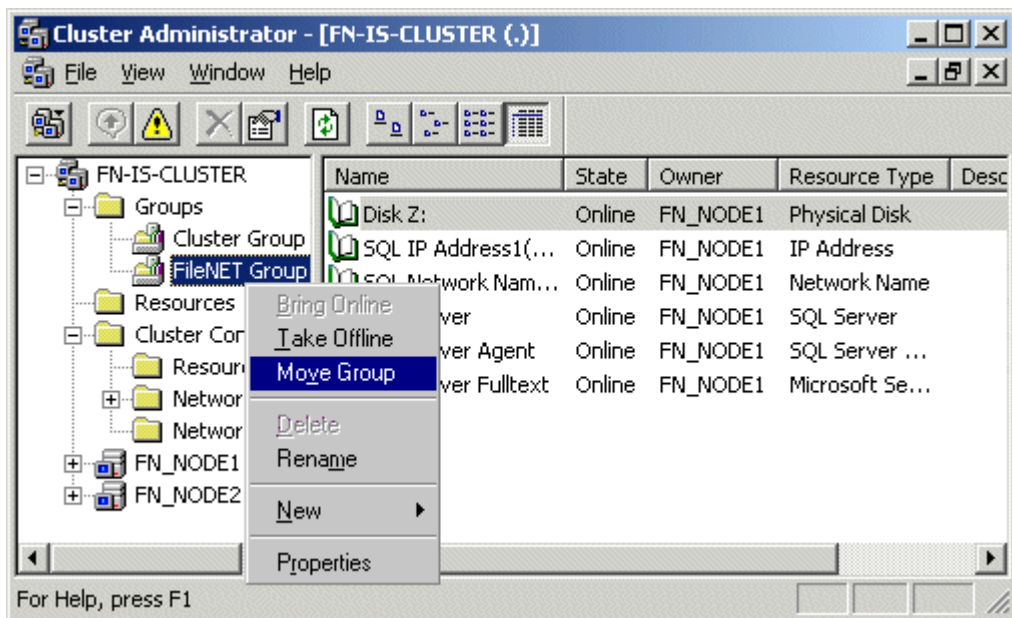 Cluster Administrator - [FN-IS-CLUSTER (.)]
File View Window Help
FN-IS-CLUSTER
Groups
Cluster Group
FileNET Group
Resources
Cluster Cor
Resour
Networ
Networ
FN_NODE1
FN_NODE2
Name State Owner Resource Type Desc
Disk Z: Online FN_NODE1 Physical Disk
SQL IP Address1(... Online FN_NODE1 IP Address
SQL Network Nam... Online FN_NODE1 Network Name
ver Online FN_NODE1 SQL Server
ver Agent Online FN_NODE1 SQL Server ...
ver Fulltext Online FN_NODE1 Microsoft Se...
Bring Online
Take Offline
Move Group
Delete
Rename
New
Properties
For Help, press F1